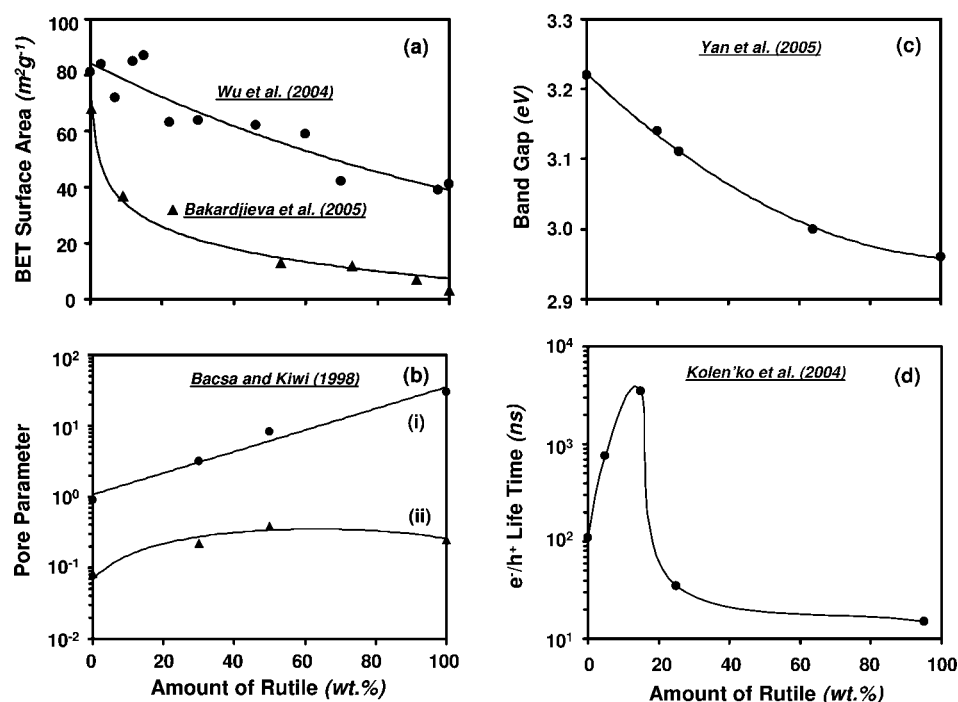 (a)
BET Surface Area (m²g⁻¹)
100
80
60
40
20
0
Wu et al. (2004)
Bakardjieva et al. (2005)
(c)
Band Gap (eV)
3.3
3.2
3.1
3.0
2.9
Yan et al. (2005)
(b)
Pore Parameter
10²
10¹
10⁰
10⁻¹
10⁻²
Bacsa and Kiwi (1998)
(i)
(ii)
0 20 40 60 80 100
Amount of Rutile (wt.%)
(d)
e⁻/h⁺ Life Time (ns)
10⁴
10³
10²
10¹
Kolen'ko et al. (2004)
0 20 40 60 80 100
Amount of Rutile (wt.%)